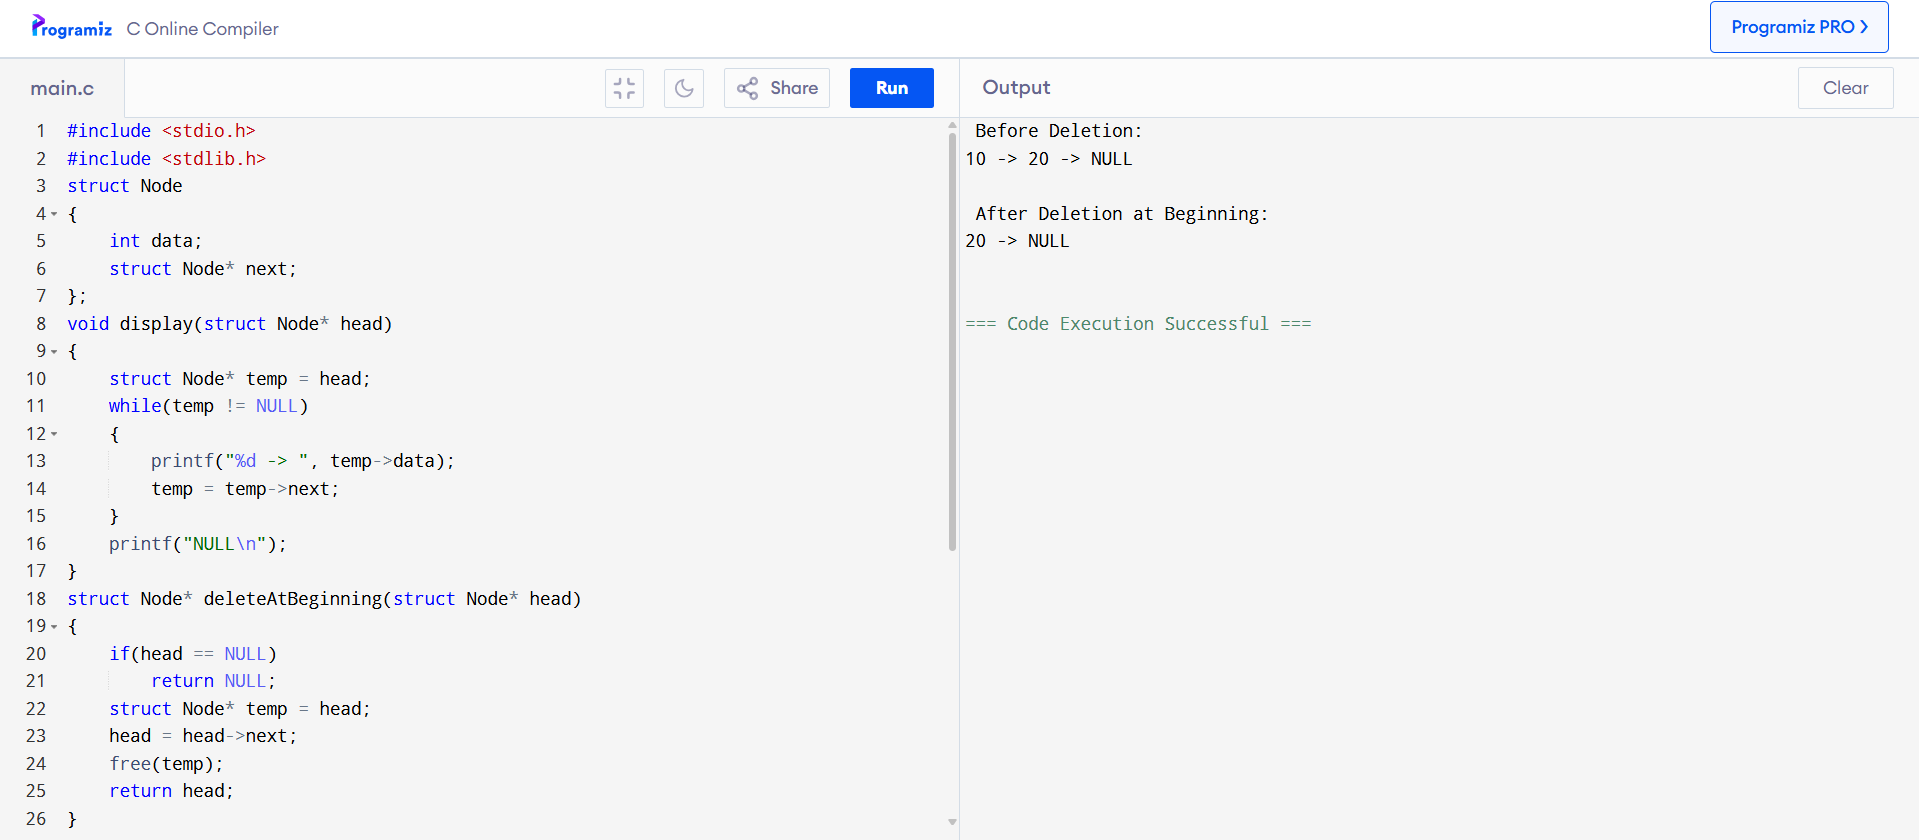 Programiz C Online Compiler
Programiz PRO >
main.c
Share
Run
Output
Clear
1 #include <stdio.h>
2 #include <stdlib.h>
3 struct Node
4 {
5     int data;
6     struct Node* next;
7 };
8 void display(struct Node* head)
9 {
10     struct Node* temp = head;
11     while(temp != NULL)
12     {
13         printf("%d -> ", temp->data);
14         temp = temp->next;
15     }
16     printf("NULL\n");
17 }
18 struct Node* deleteAtBeginning(struct Node* head)
19 {
20     if(head == NULL)
21         return NULL;
22     struct Node* temp = head;
23     head = head->next;
24     free(temp);
25     return head;
26 }
Before Deletion:
10 -> 20 -> NULL
After Deletion at Beginning:
20 -> NULL
=== Code Execution Successful ===